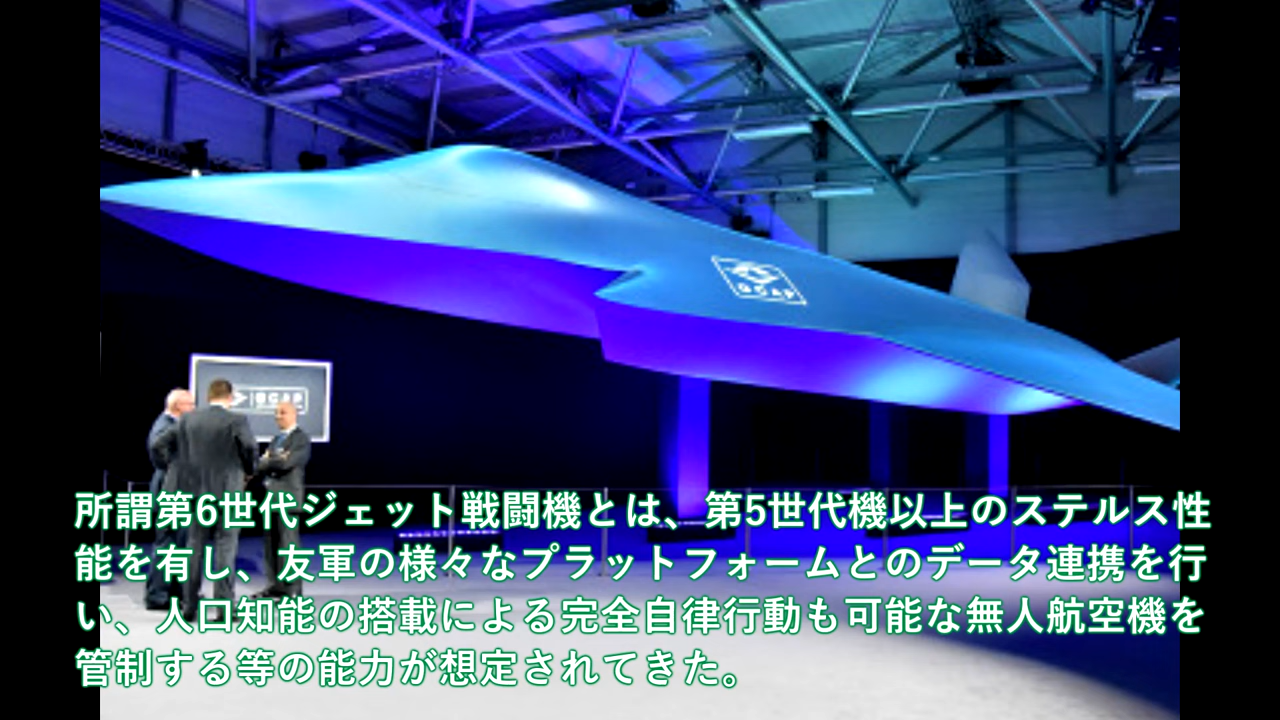 GCAP
GCAP
所謂第6世代ジェット戦闘機とは、第5世代機以上のステルス性
能を有し、友軍の様々なプラットフォームとのデータ連携を行
い、人口知能の搭載による完全自律行動も可能な無人航空機を
管制する等の能力が想定されてきた。